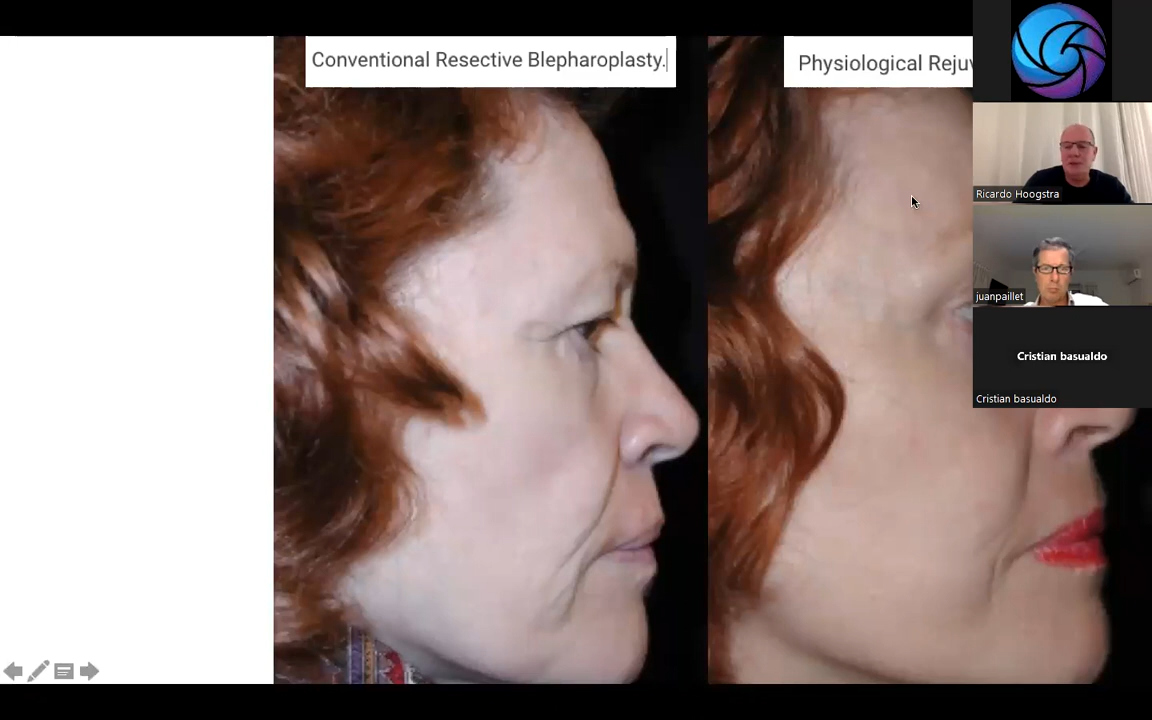 Conventional Resective Blepharoplasty.
Physiological Rejuv
Ricardo Hoogstra
juanpaillet
Cristian basualdo
Cristian basualdo